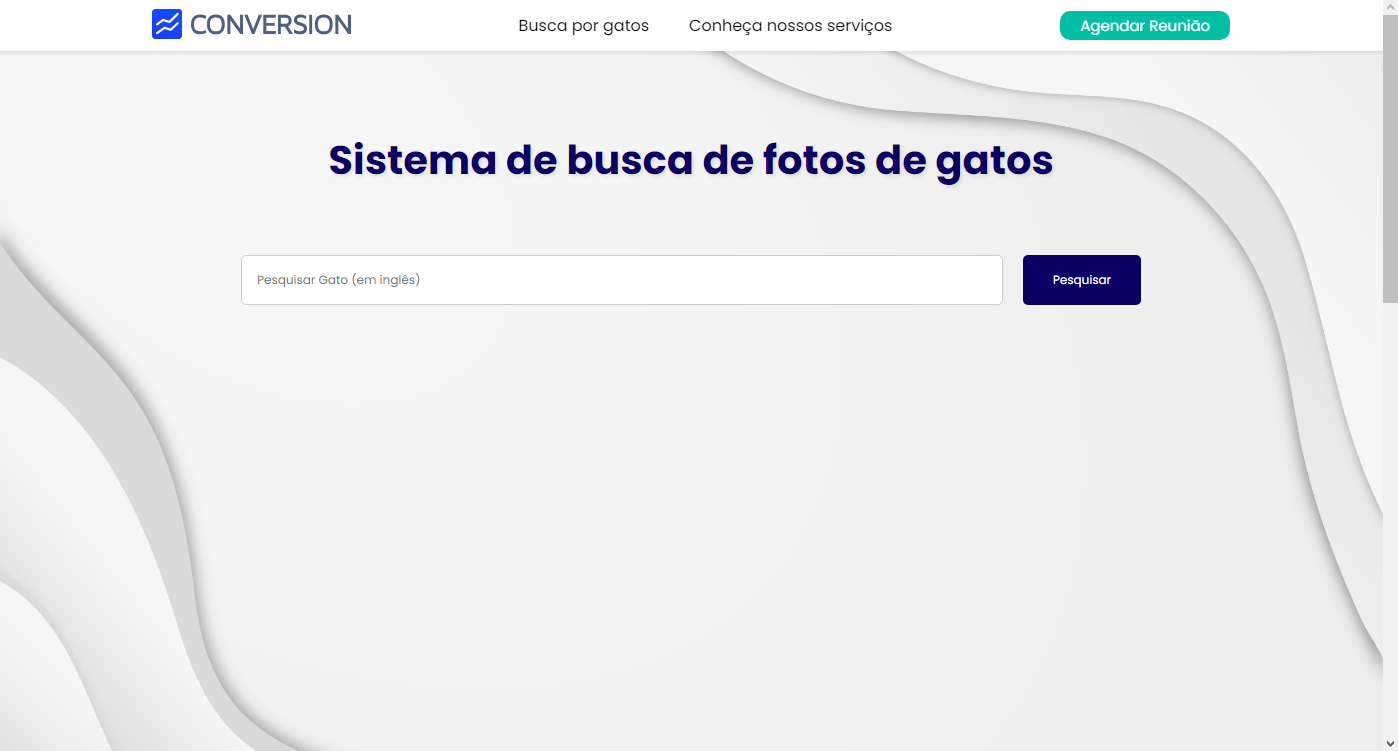 CONVERSION
Busca por gatos
Conheça nossos serviços
Agendar Reunião
Sistema de busca de fotos de gatos
Pesquisar Gato (em inglês)
Pesquisar